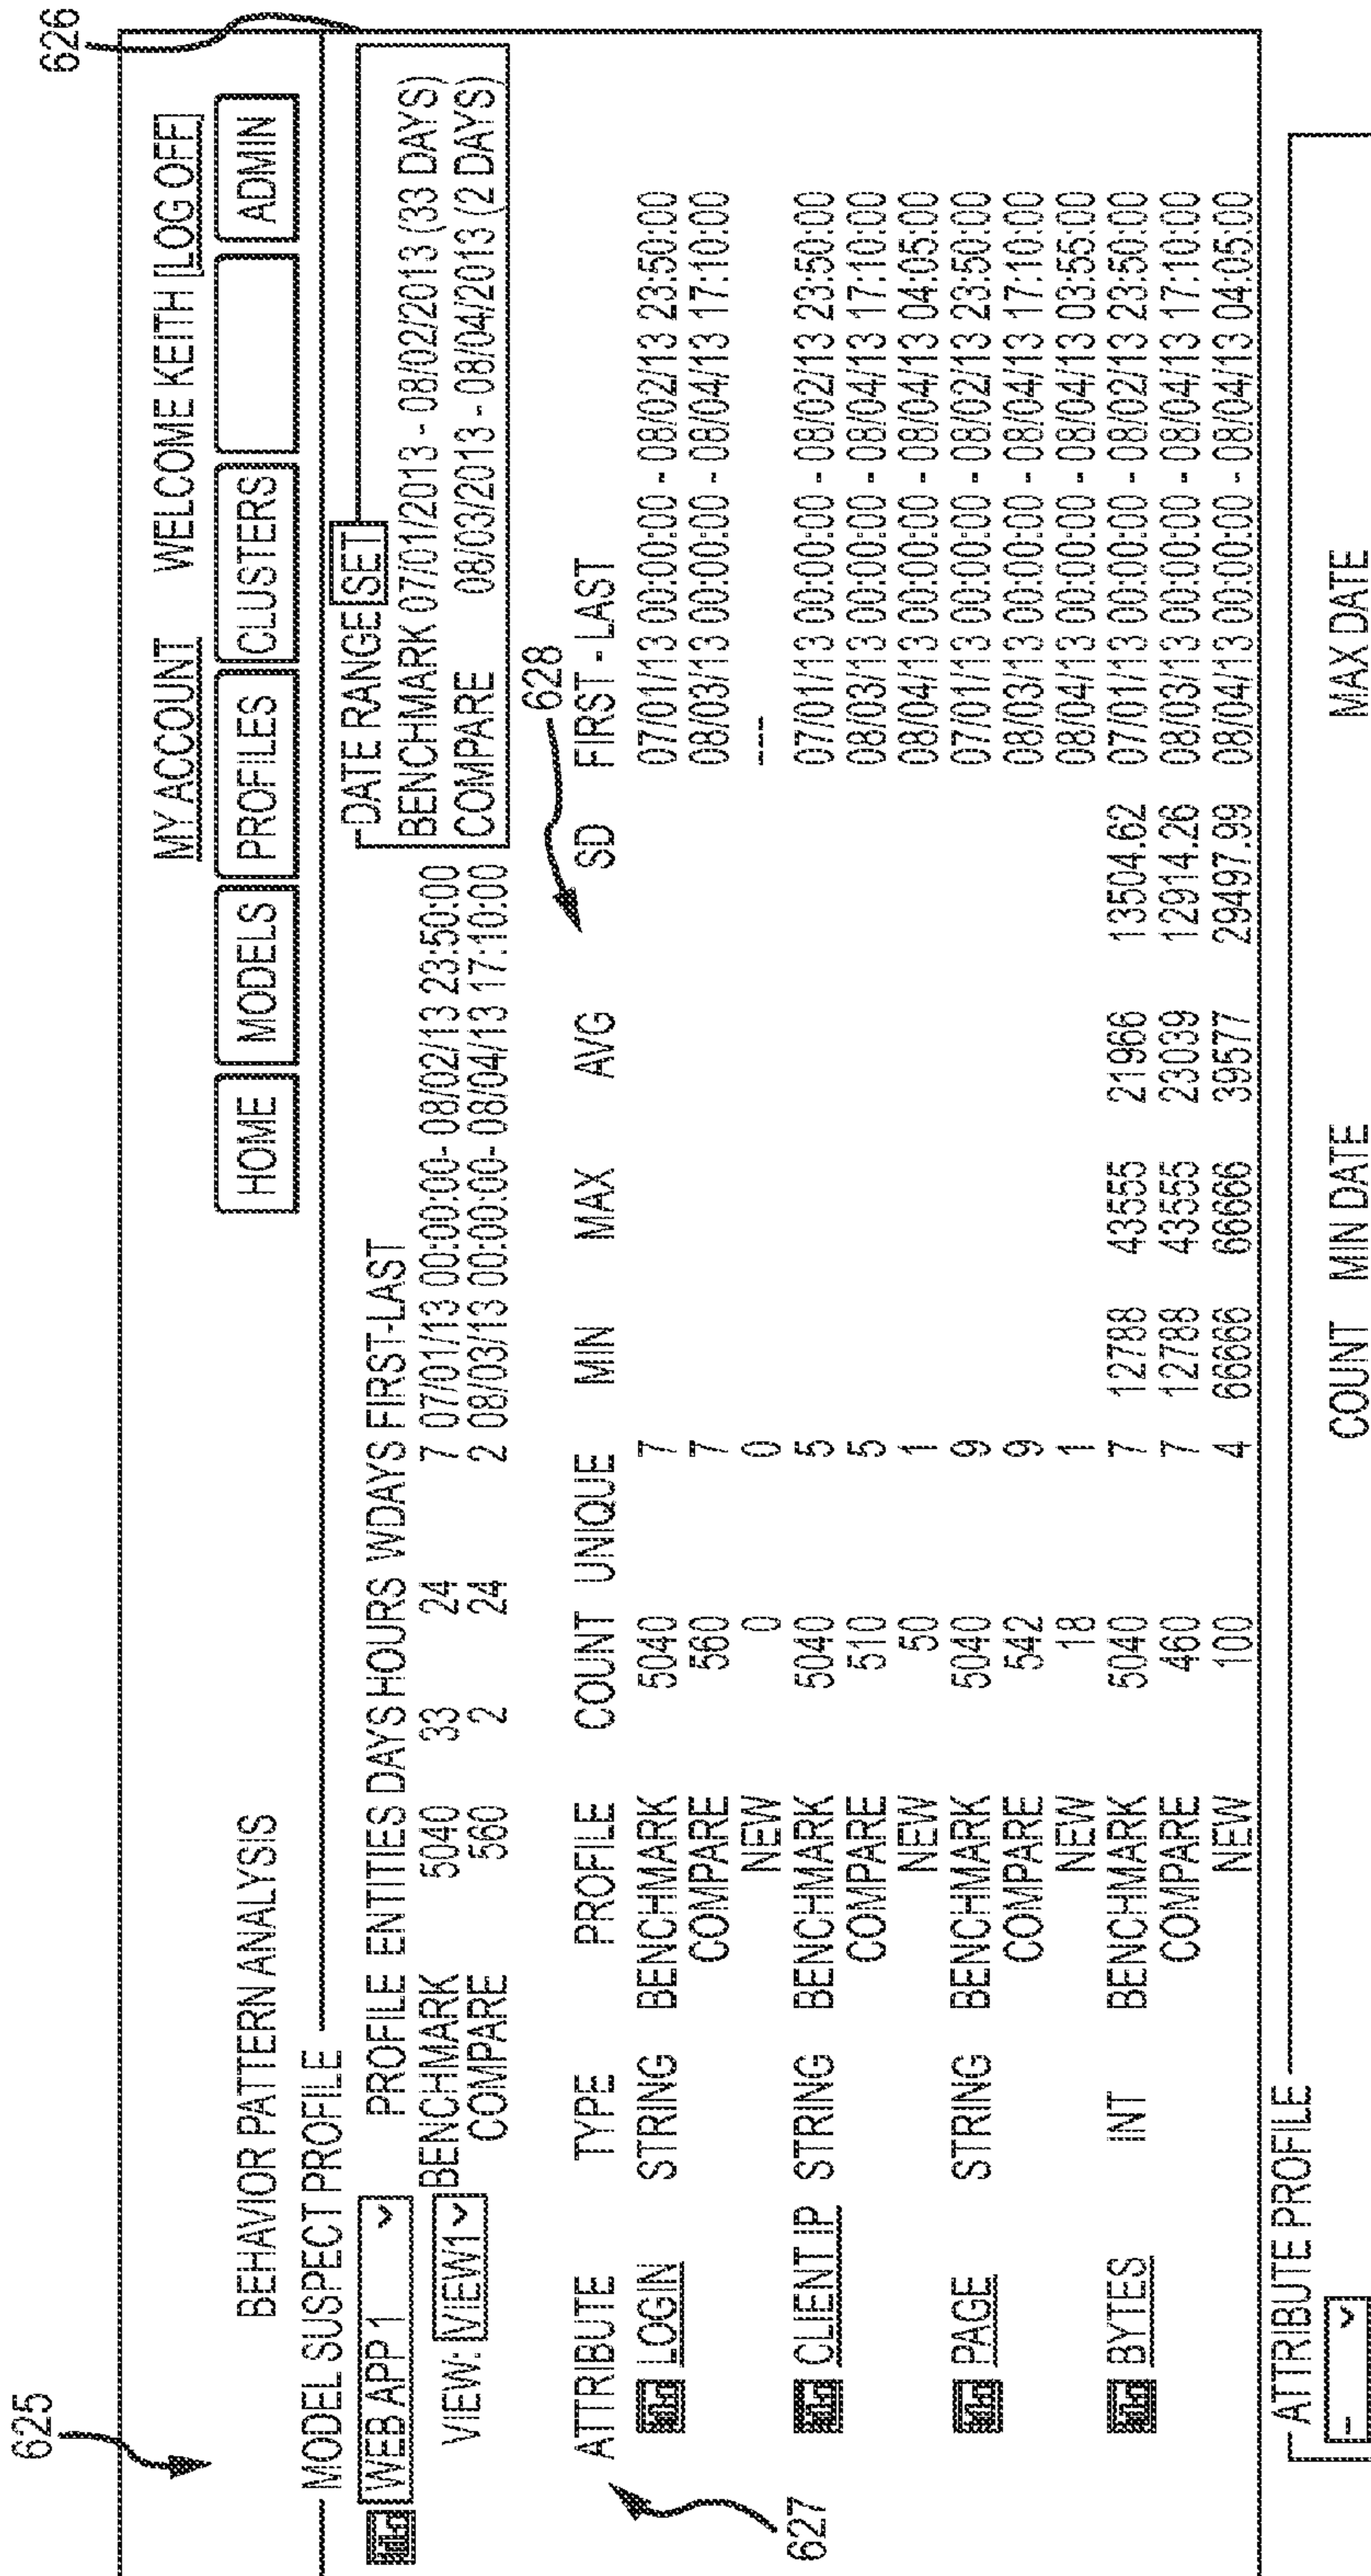 625
626
BEHAVIOR PATTERN ANALYSIS
MY ACCOUNT WELCOME KEITH [LOG OFF]
HOME MODELS PROFILES CLUSTERS ADMIN
MODEL SUSPECT PROFILE
WEB APP 1
VIEW: VIEW1
PROFILE ENTITIES DAYS HOURS WDAYS FIRST-LAST
BENCHMARK 5040 33 24 7 07/01/13 00:00:00- 08/02/13 23:50:00
COMPARE 560 2 24 2 08/03/13 00:00:00- 08/04/13 17:10:00
DATE RANGE SET
BENCHMARK 07/01/2013 - 08/02/2013 (33 DAYS)
COMPARE 08/03/2013 - 08/04/2013 (2 DAYS)
627
628
ATTRIBUTE TYPE PROFILE COUNT UNIQUE MIN MAX AVG SD FIRST - LAST
LOGIN STRING BENCHMARK 5040 7 07/01/13 00:00:00 - 08/02/13 23:50:00
COMPARE 560 7 08/03/13 00:00:00 - 08/04/13 17:10:00
NEW 0 0 ---
CLIENT IP STRING BENCHMARK 5040 5 07/01/13 00:00:00 - 08/02/13 23:50:00
COMPARE 510 5 08/03/13 00:00:00 - 08/04/13 17:10:00
NEW 50 1 08/04/13 00:00:00 - 08/04/13 04:05:00
PAGE STRING BENCHMARK 5040 9 07/01/13 00:00:00 - 08/02/13 23:50:00
COMPARE 542 9 08/03/13 00:00:00 - 08/04/13 17:10:00
NEW 18 1 08/04/13 00:00:00 - 08/04/13 03:55:00
BYTES INT BENCHMARK 5040 7 12788 43555 21966 13504.62 07/01/13 00:00:00 - 08/02/13 23:50:00
COMPARE 460 7 12788 43555 23039 12914.26 08/03/13 00:00:00 - 08/04/13 17:10:00
NEW 100 4 66666 66666 39577 29497.99 08/04/13 00:00:00 - 08/04/13 04:05:00
ATTRIBUTE PROFILE
-
COUNT MIN DATE MAX DATE